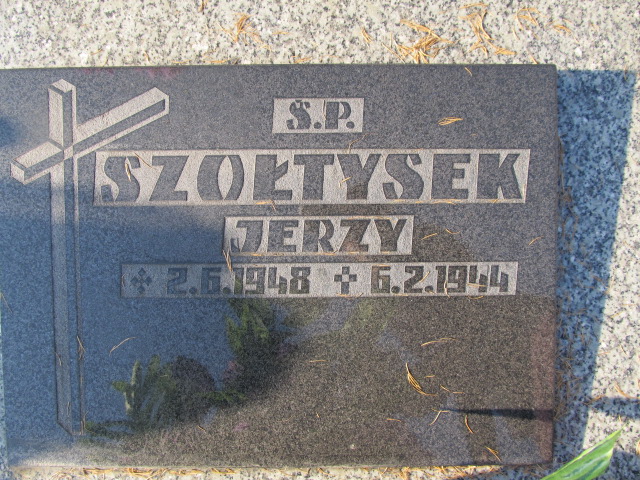 Ś.P.
SZOŁTYSEK
JERZY
2.6.1948 6.2.1944